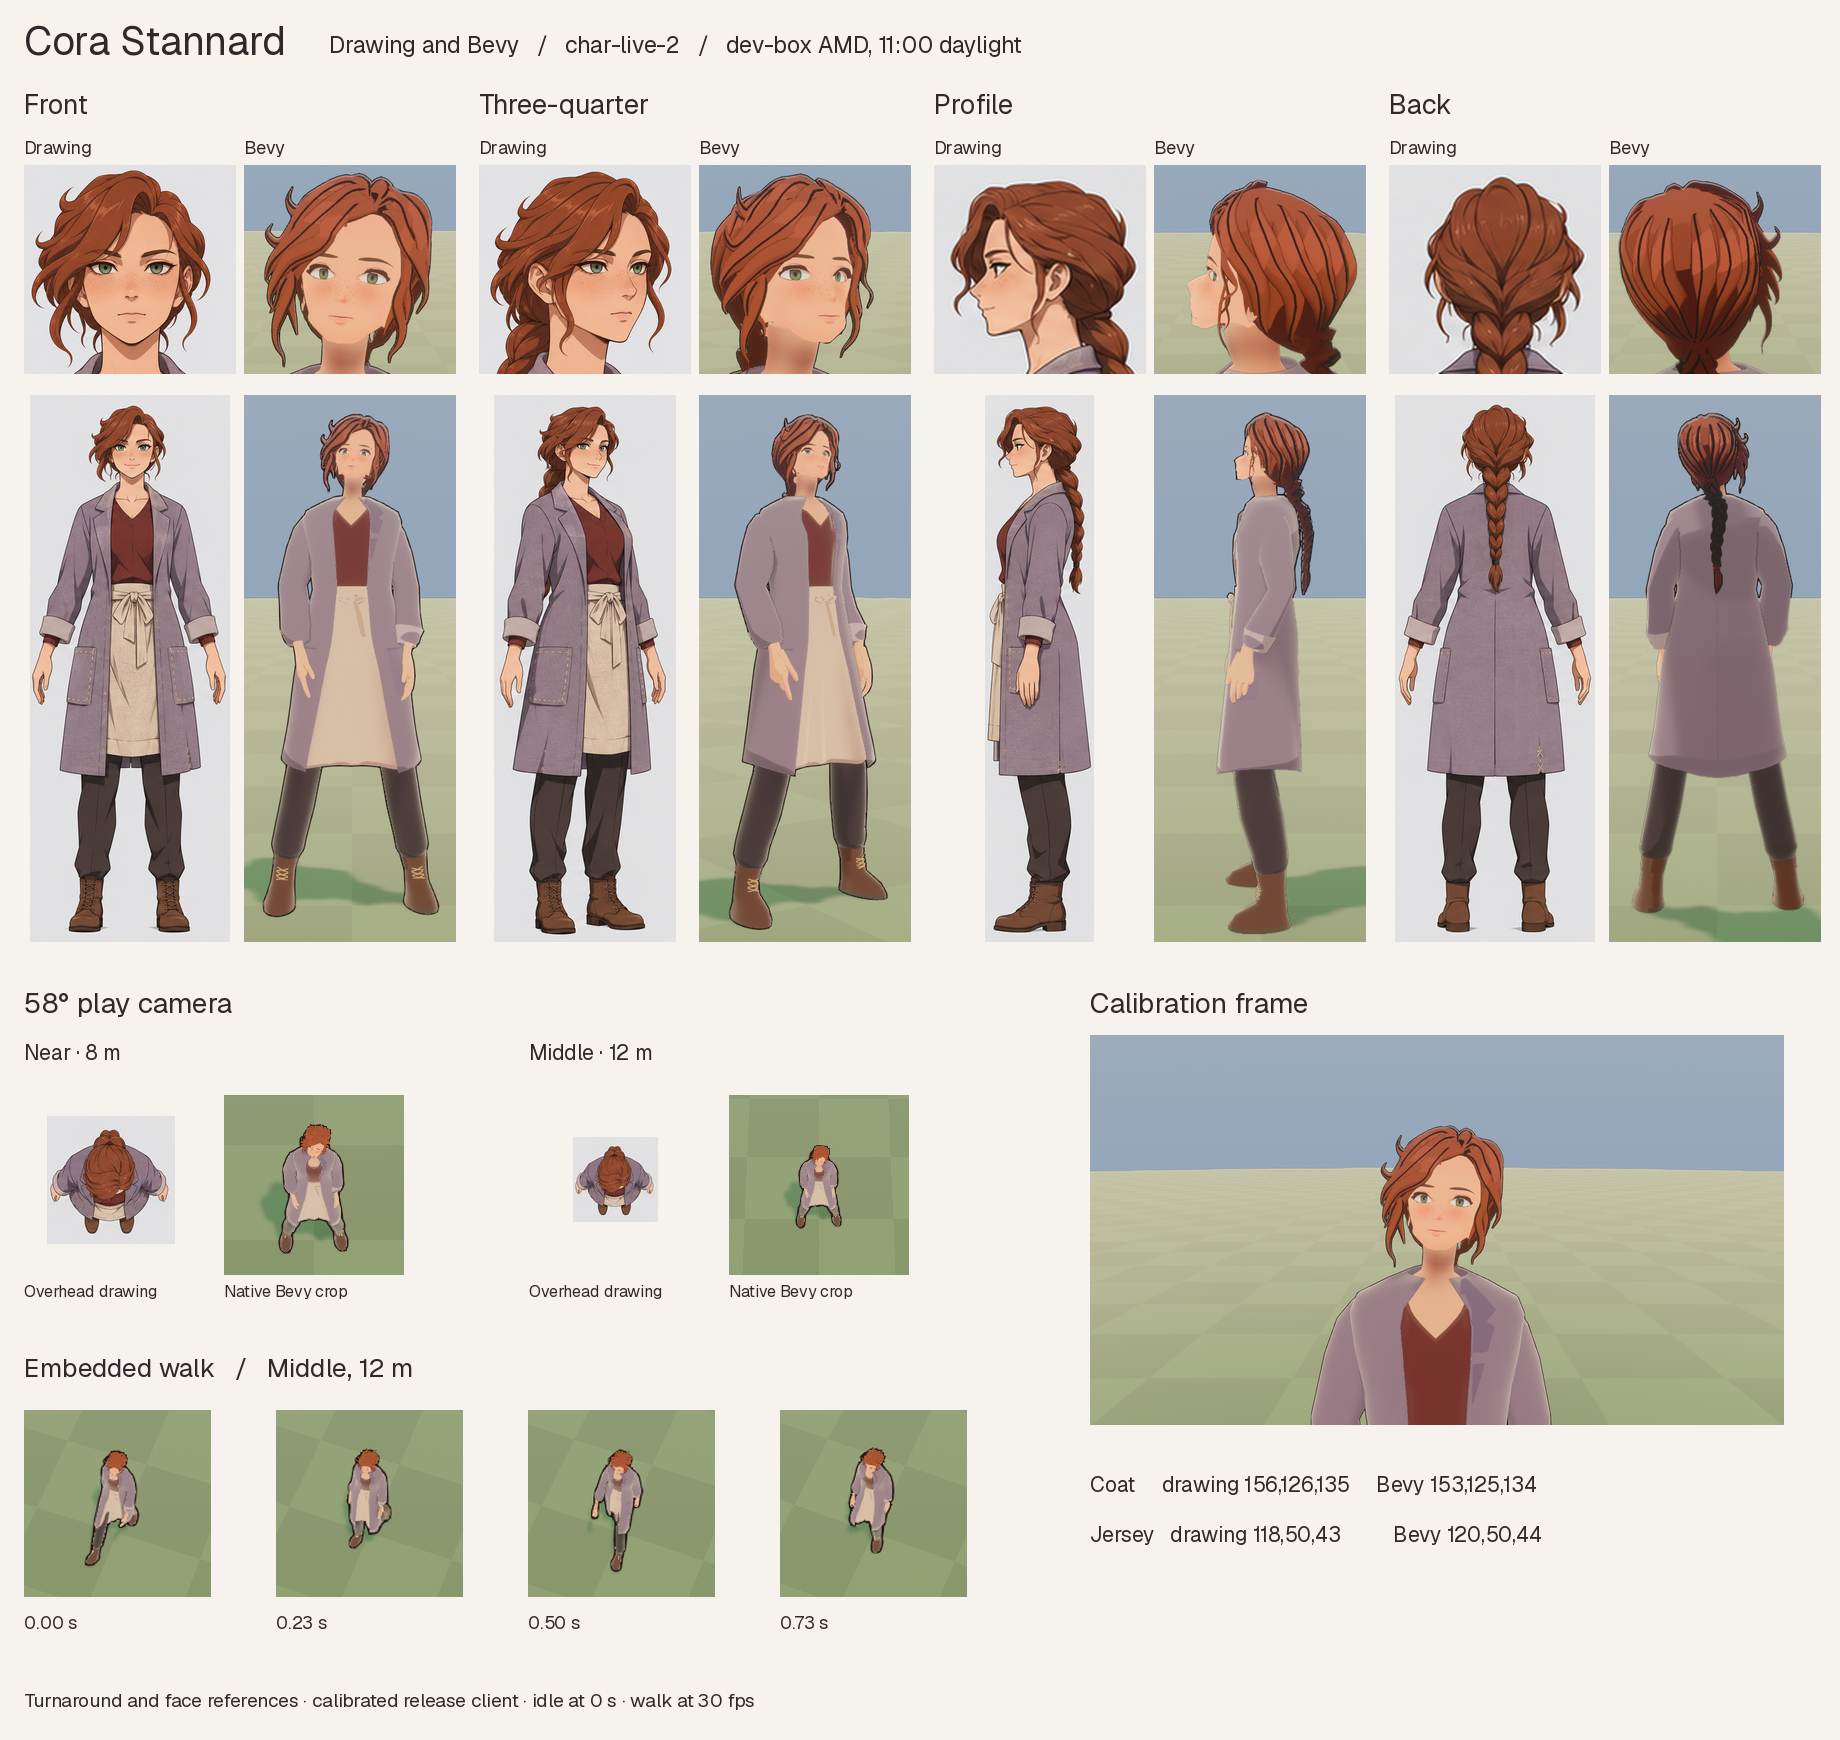 Cora Stannard Drawing and Bevy / char-live-2 / dev-box AMD, 11:00 daylight
Front Three-quarter Profile Back
Drawing Bevy Drawing Bevy Drawing Bevy Drawing Bevy
58° play camera
Near · 8 m Middle · 12 m
Overhead drawing Native Bevy crop Overhead drawing Native Bevy crop
Embedded walk / Middle, 12 m
0.00 s 0.23 s 0.50 s 0.73 s
Calibration frame
Coat drawing 156,126,135 Bevy 153,125,134
Jersey drawing 118,50,43 Bevy 120,50,44
Turnaround and face references · calibrated release client · idle at 0 s · walk at 30 fps